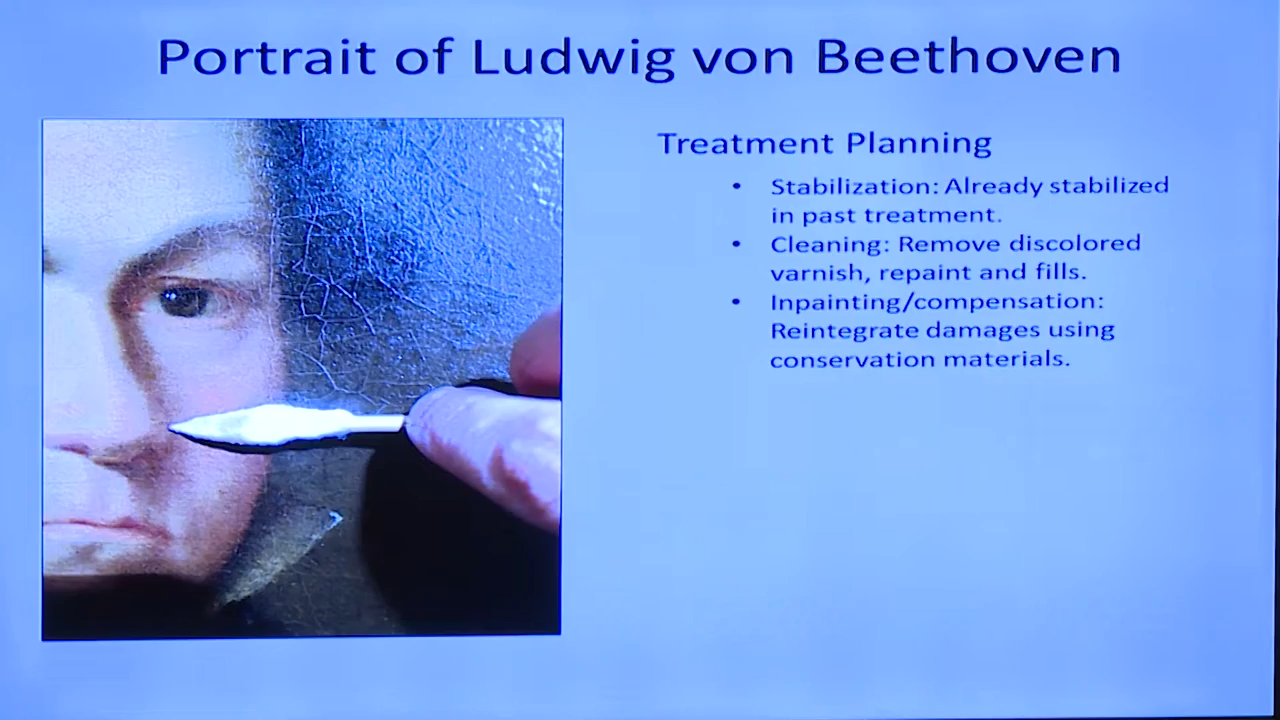 Portrait of Ludwig von Beethoven
Treatment Planning
• Stabilization: Already stabilized
in past treatment.
• Cleaning: Remove discolored
varnish, repaint and fills.
• Inpainting/compensation:
Reintegrate damages using
conservation materials.